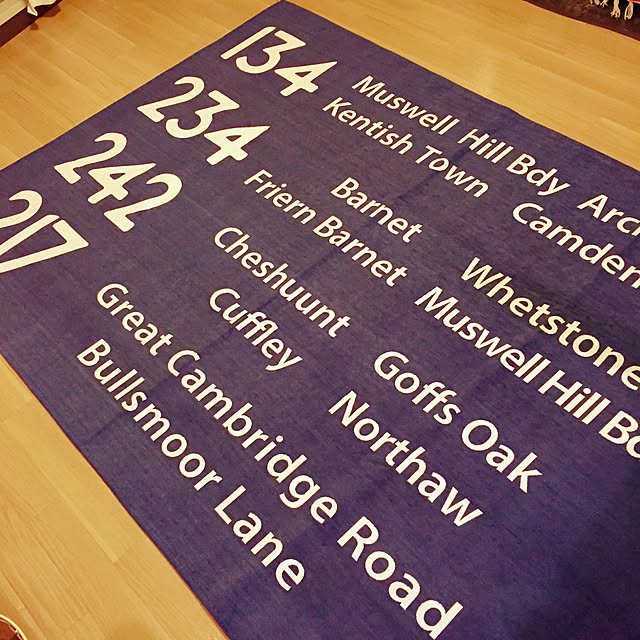 134 Muswell Hill Bdy
Kentish Town Camden
234 Barnet Whetstone
Friern Barnet Muswell Hill
242 Cheshuunt Goffs Oak
Cuffley Northaw
217 Great Cambridge Road
Bullsmoor Lane